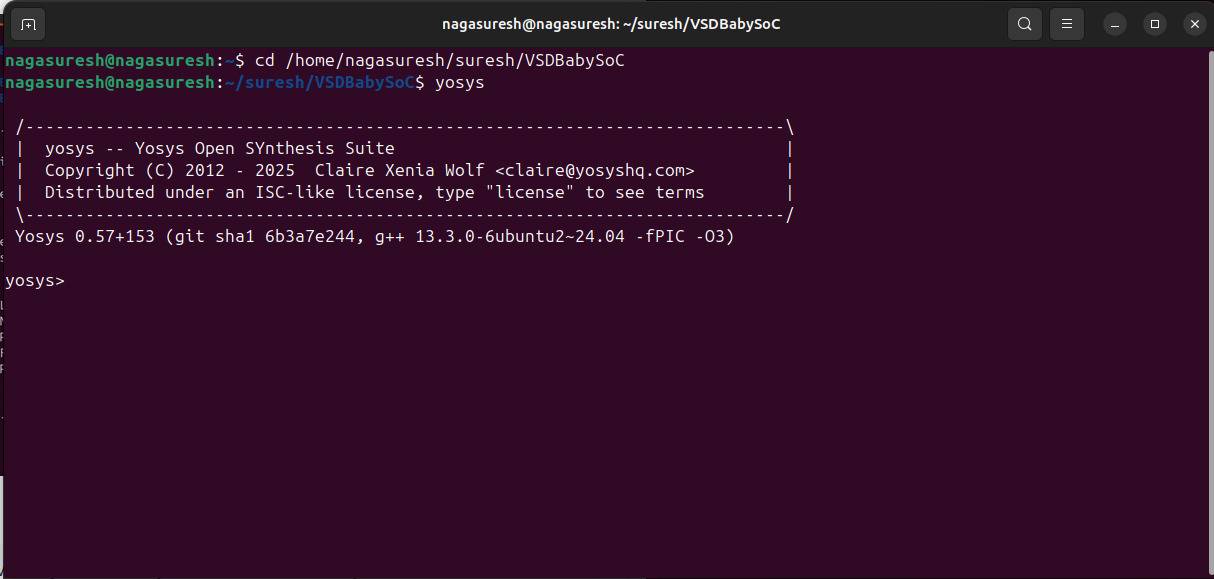 nagasuresh@nagasuresh: ~/suresh/VSDBabySoC
nagasuresh@nagasuresh:~$ cd /home/nagasuresh/suresh/VSDBabySoC
nagasuresh@nagasuresh:~/suresh/VSDBabySoC$ yosys
/----------------------------------------------------------------------------\
|  yosys -- Yosys Open SYnthesis Suite                                       |
|  Copyright (C) 2012 - 2025  Claire Xenia Wolf <claire@yosyshq.com>         |
|  Distributed under an ISC-like license, type "license" to see terms        |
\----------------------------------------------------------------------------/
Yosys 0.57+153 (git sha1 6b3a7e244, g++ 13.3.0-6ubuntu2~24.04 -fPIC -O3)
yosys>